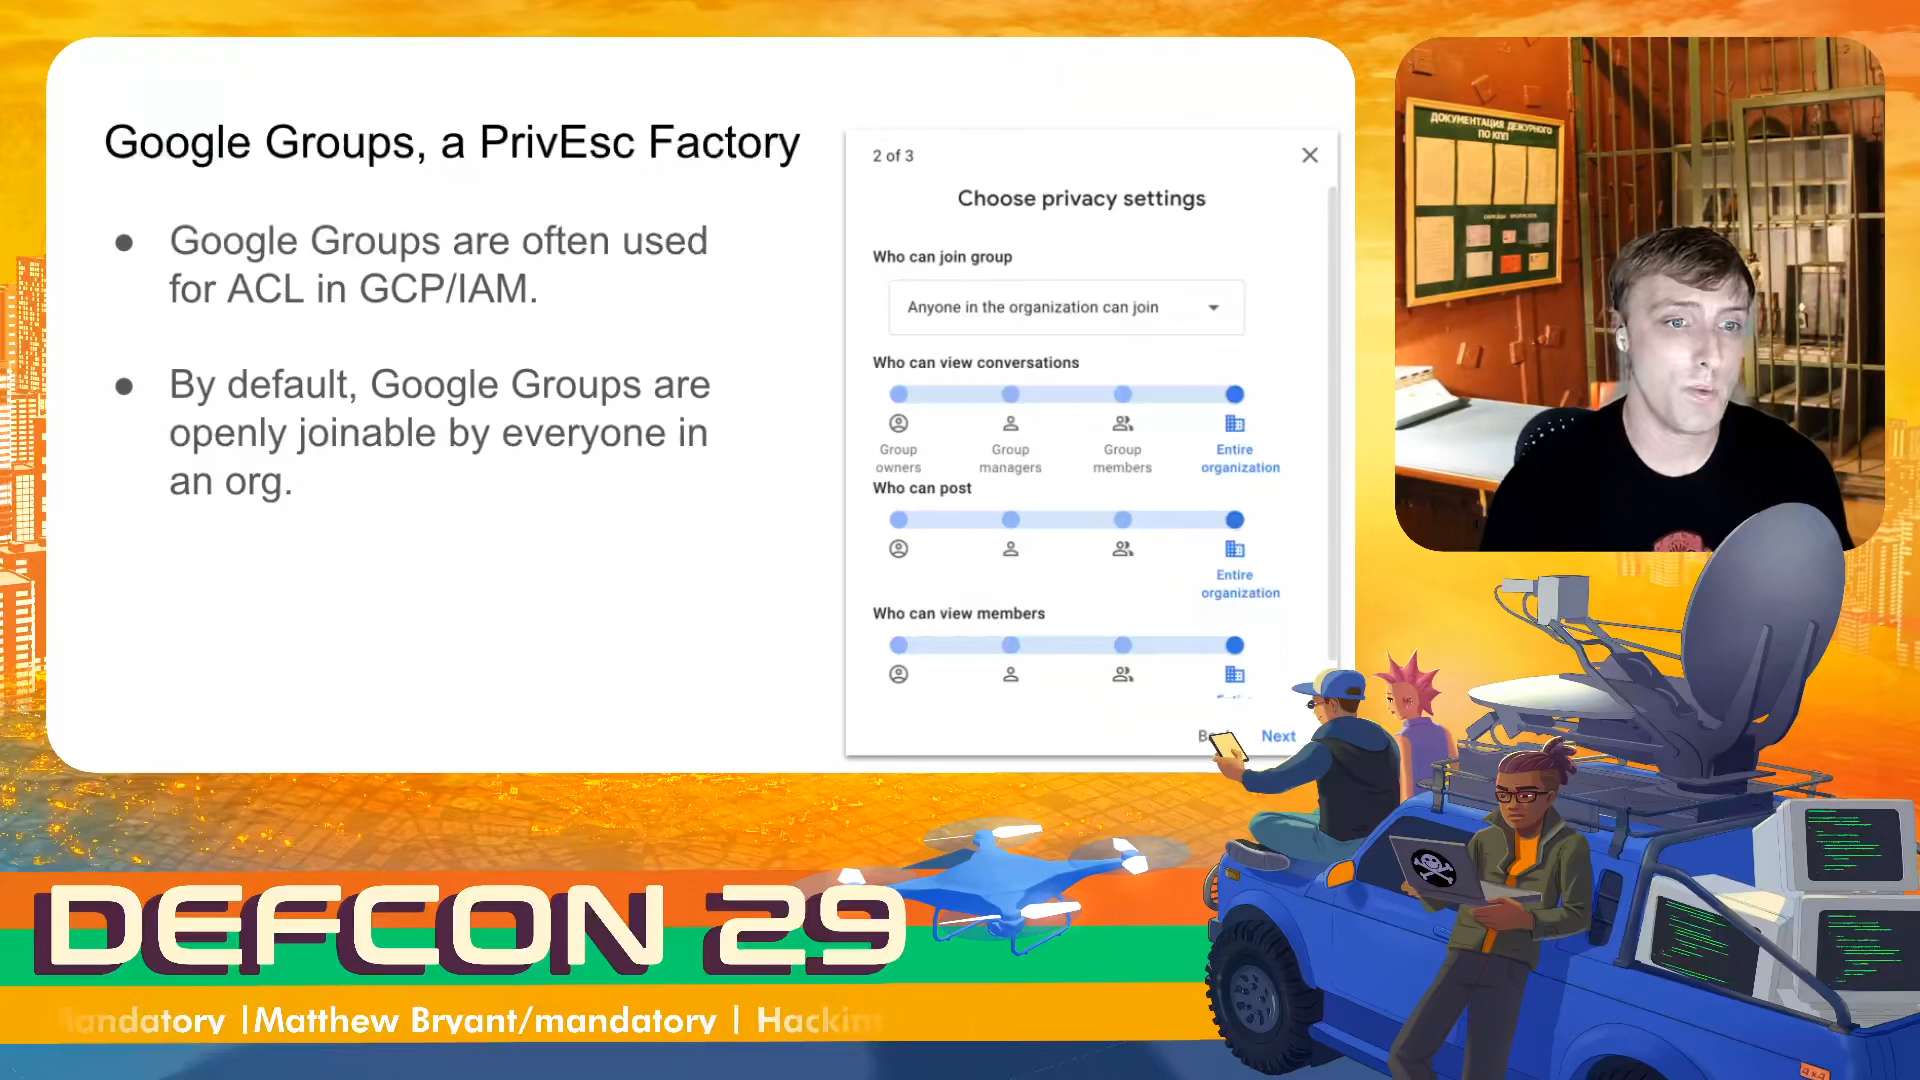 Google Groups, a PrivEsc Factory
● Google Groups are often used
for ACL in GCP/IAM.
● By default, Google Groups are
openly joinable by everyone in
an org.
2 of 3
Choose privacy settings
Who can join group
Anyone in the organization can join
Who can view conversations
Group owners
Group managers
Group members
Entire organization
Who can post
Entire organization
Who can view members
Next
ДОКУМЕНТАЦИЯ ДЕЖУРНОГО
ПО КПП
DEFCON 29
andatory |Matthew Bryant/mandatory | Hackin
4x4